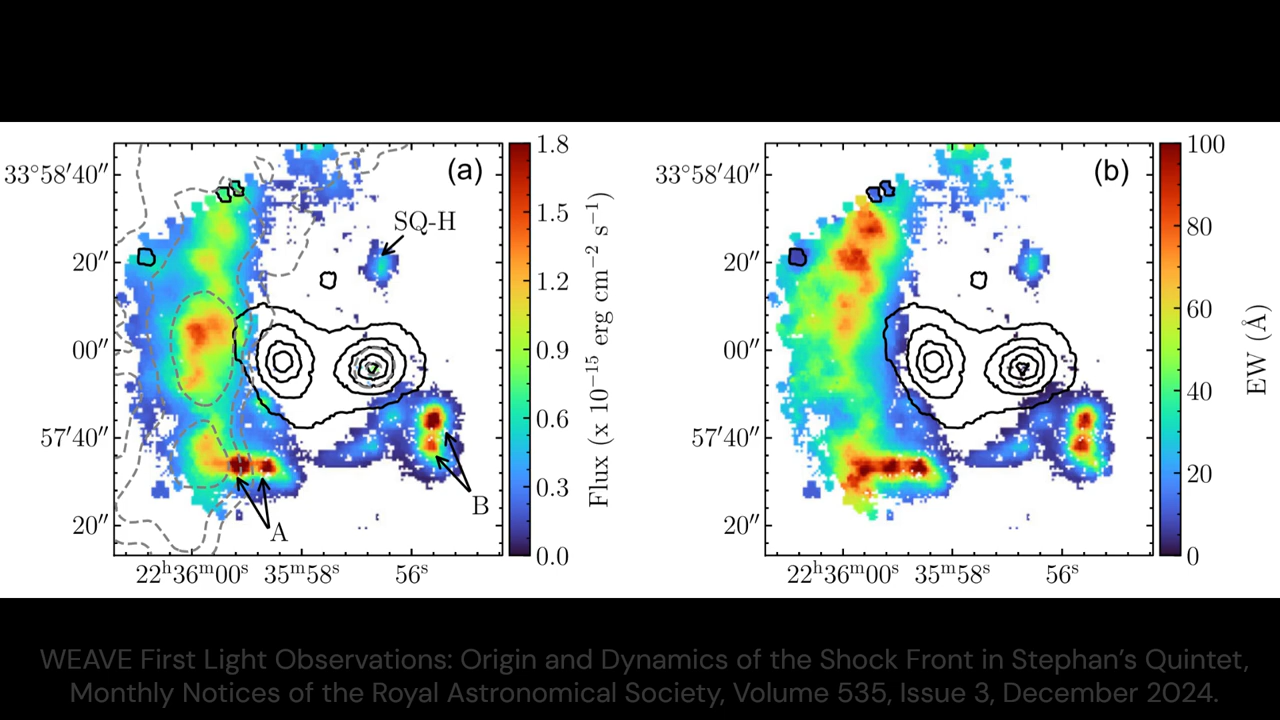 (a)
33°58′40″
20″
00″
57′40″
20″
22ʰ36ᵐ00ˢ 35ᵐ58ˢ 56ˢ
SQ-H
A
B
1.8
1.5
1.2
0.9
0.6
0.3
0.0
Flux (x 10⁻¹⁵ erg cm⁻² s⁻¹)
(b)
33°58′40″
20″
00″
57′40″
20″
22ʰ36ᵐ00ˢ 35ᵐ58ˢ 56ˢ
100
80
60
40
20
0
EW (Å)
WEAVE First Light Observations: Origin and Dynamics of the Shock Front in Stephan's Quintet,
Monthly Notices of the Royal Astronomical Society, Volume 535, Issue 3, December 2024.